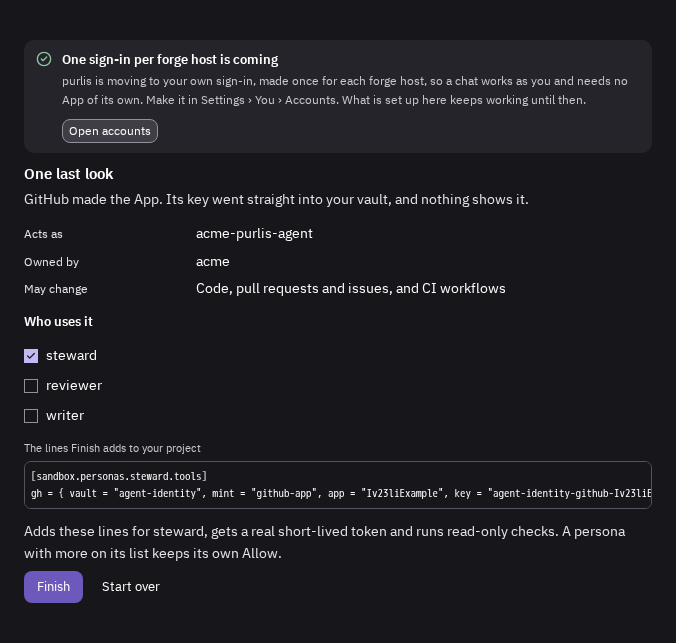 One sign-in per forge host is coming
purlis is moving to your own sign-in, made once for each forge host, so a chat works as you and needs no
App of its own. Make it in Settings › You › Accounts. What is set up here keeps working until then.
Open accounts
One last look
GitHub made the App. Its key went straight into your vault, and nothing shows it.
Acts as acme-purlis-agent
Owned by acme
May change Code, pull requests and issues, and CI workflows
Who uses it
steward
reviewer
writer
The lines Finish adds to your project
[sandbox.personas.steward.tools]
gh = { vault = "agent-identity", mint = "github-app", app = "Iv23liExample", key = "agent-identity-github-Iv23liE
Adds these lines for steward, gets a real short-lived token and runs read-only checks. A persona
with more on its list keeps its own Allow.
Finish Start over